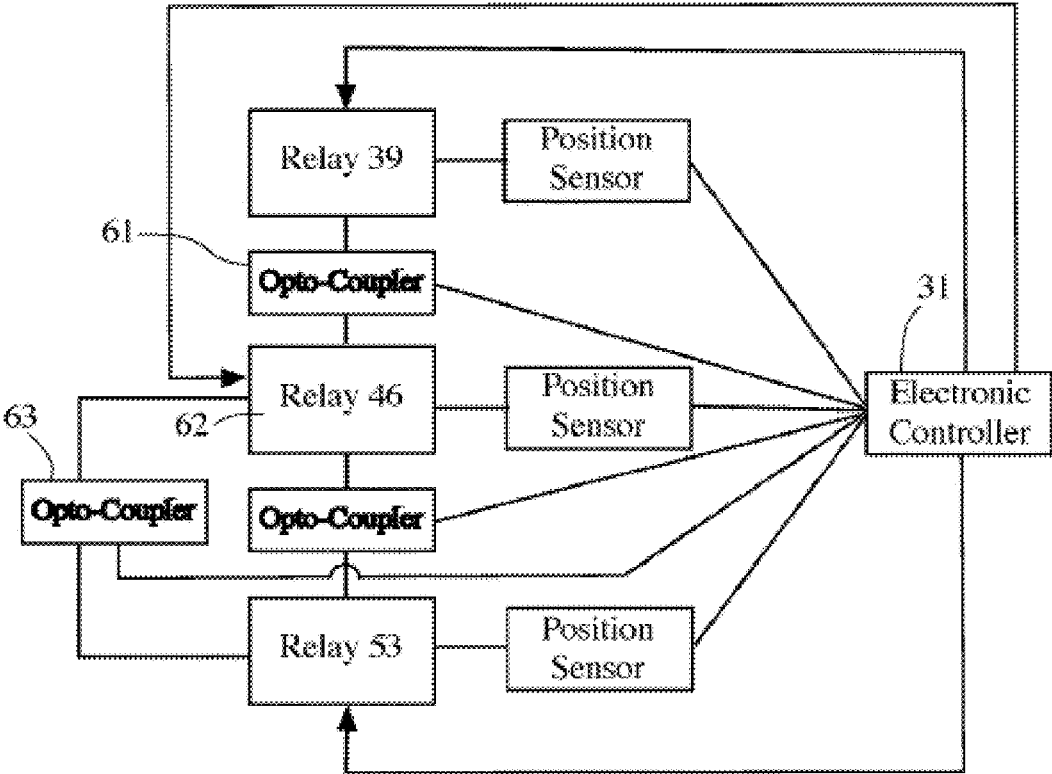 Relay 39
Position
Sensor
61
Opto-Coupler
31
Relay 46
62
Position
Sensor
Electronic
Controller
63
Opto-Coupler
Opto-Coupler
Relay 53
Position
Sensor